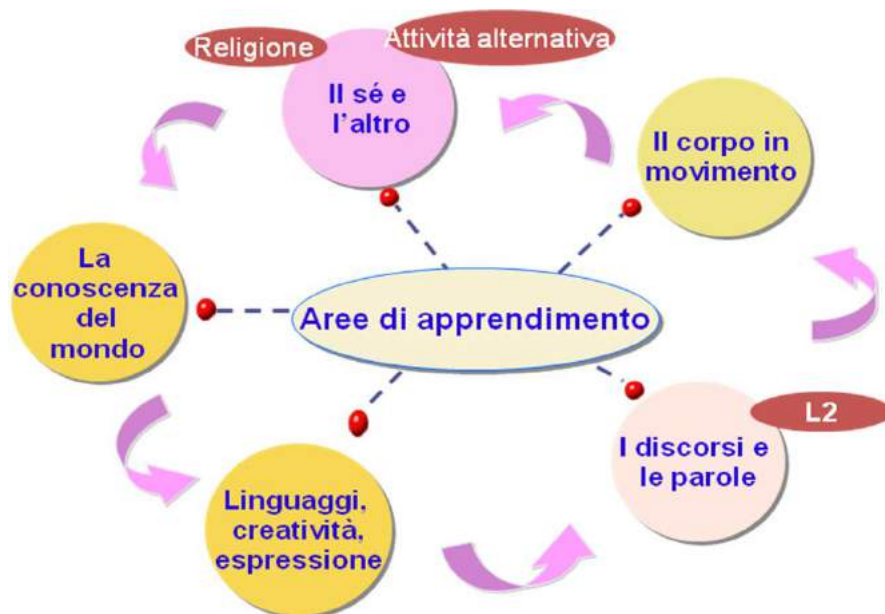 Religione
Attività alternativa
Il sé e
l'altro
Il corpo in
movimento
La
conoscenza
del
mondo
Aree di apprendimento
L2
I discorsi e
le parole
Linguaggi,
creatività,
espressione